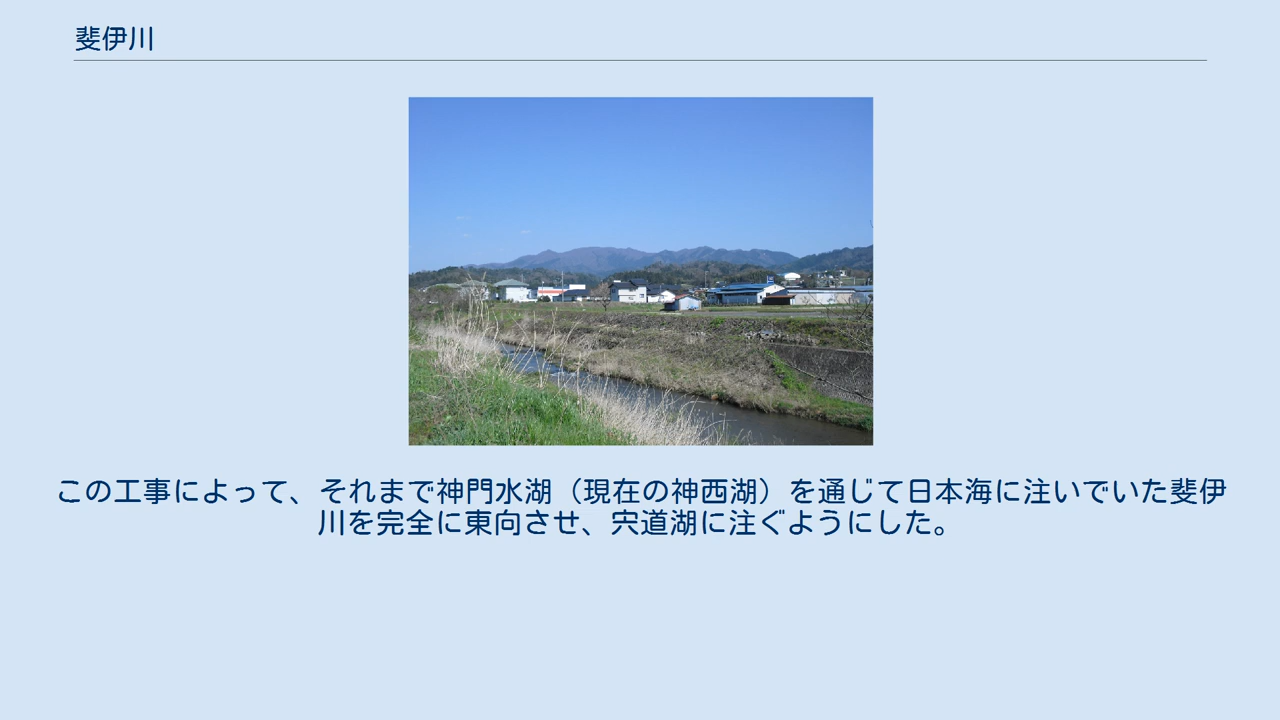 斐伊川
この工事によって、それまで神門水湖（現在の神西湖）を通じて日本海に注いでいた斐伊
川を完全に東向させ、宍道湖に注ぐようにした。